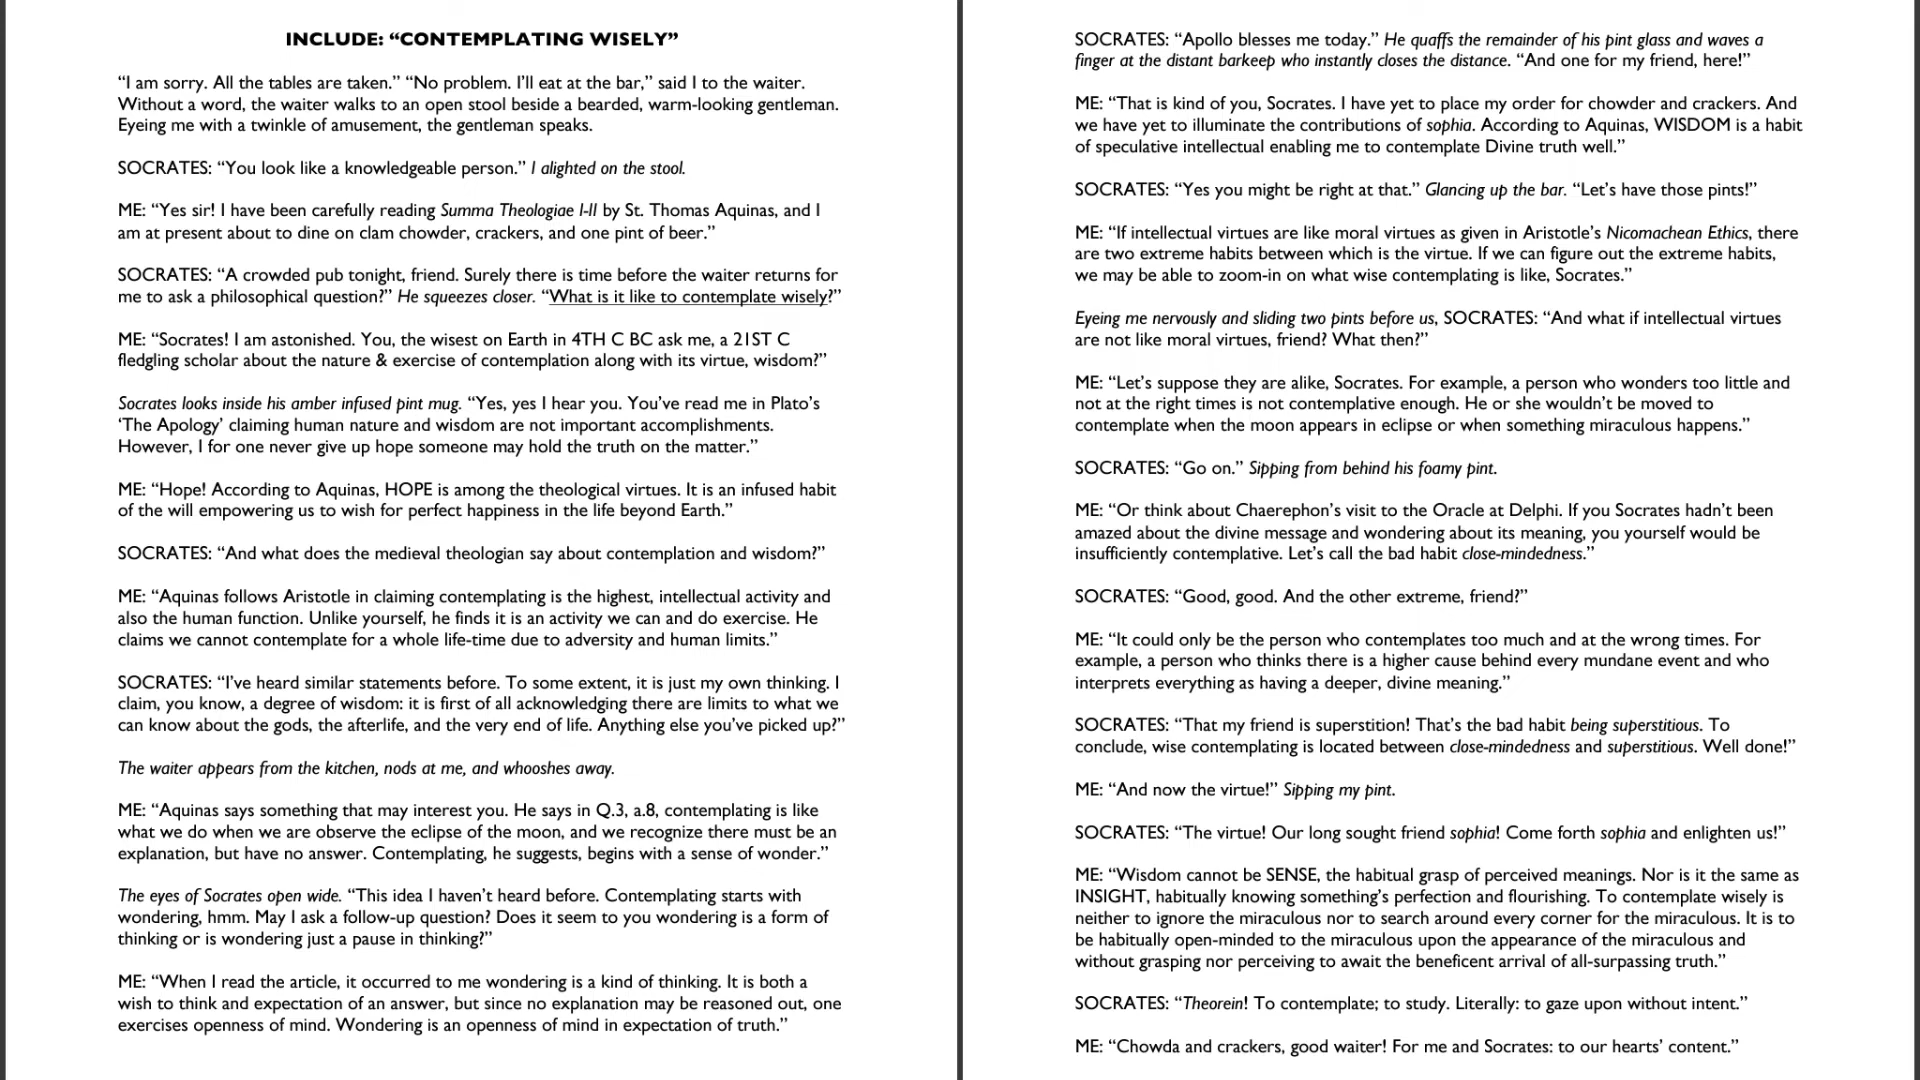 INCLUDE: “CONTEMPLATING WISELY”
“I am sorry. All the tables are taken.” “No problem. I’ll eat at the bar,” said I to the waiter.
Without a word, the waiter walks to an open stool beside a bearded, warm-looking gentleman.
Eyeing me with a twinkle of amusement, the gentleman speaks.
SOCRATES: “You look like a knowledgeable person.” I alighted on the stool.
ME: “Yes sir! I have been carefully reading Summa Theologiae I-II by St. Thomas Aquinas, and I
am at present about to dine on clam chowder, crackers, and one pint of beer.”
SOCRATES: “A crowded pub tonight, friend. Surely there is time before the waiter returns for
me to ask a philosophical question?” He squeezes closer. “What is it like to contemplate wisely?”
ME: “Socrates! I am astonished. You, the wisest on Earth in 4TH C BC ask me, a 21ST C
fledgling scholar about the nature & exercise of contemplation along with its virtue, wisdom?”
Socrates looks inside his amber infused pint mug. “Yes, yes I hear you. You’ve read me in Plato’s
‘The Apology’ claiming human nature and wisdom are not important accomplishments.
However, I for one never give up hope someone may hold the truth on the matter.”
ME: “Hope! According to Aquinas, HOPE is among the theological virtues. It is an infused habit
of the will empowering us to wish for perfect happiness in the life beyond Earth.”
SOCRATES: “And what does the medieval theologian say about contemplation and wisdom?”
ME: “Aquinas follows Aristotle in claiming contemplating is the highest, intellectual activity and
also the human function. Unlike yourself, he finds it is an activity we can and do exercise. He
claims we cannot contemplate for a whole life-time due to adversity and human limits.”
SOCRATES: “I’ve heard similar statements before. To some extent, it is just my own thinking. I
claim, you know, a degree of wisdom: it is first of all acknowledging there are limits to what we
can know about the gods, the afterlife, and the very end of life. Anything else you’ve picked up?”
The waiter appears from the kitchen, nods at me, and whooshes away.
ME: “Aquinas says something that may interest you. He says in Q.3, a.8, contemplating is like
what we do when we are observe the eclipse of the moon, and we recognize there must be an
explanation, but have no answer. Contemplating, he suggests, begins with a sense of wonder.”
The eyes of Socrates open wide. “This idea I haven’t heard before. Contemplating starts with
wondering, hmm. May I ask a follow-up question? Does it seem to you wondering is a form of
thinking or is wondering just a pause in thinking?”
ME: “When I read the article, it occurred to me wondering is a kind of thinking. It is both a
wish to think and expectation of an answer, but since no explanation may be reasoned out, one
exercises openness of mind. Wondering is an openness of mind in expectation of truth.”
SOCRATES: “Apollo blesses me today.” He quaffs the remainder of his pint glass and waves a
finger at the distant barkeep who instantly closes the distance. “And one for my friend, here!”
ME: “That is kind of you, Socrates. I have yet to place my order for chowder and crackers. And
we have yet to illuminate the contributions of sophia. According to Aquinas, WISDOM is a habit
of speculative intellectual enabling me to contemplate Divine truth well.”
SOCRATES: “Yes you might be right at that.” Glancing up the bar. “Let’s have those pints!”
ME: “If intellectual virtues are like moral virtues as given in Aristotle’s Nicomachean Ethics, there
are two extreme habits between which is the virtue. If we can figure out the extreme habits,
we may be able to zoom-in on what wise contemplating is like, Socrates.”
Eyeing me nervously and sliding two pints before us, SOCRATES: “And what if intellectual virtues
are not like moral virtues, friend? What then?”
ME: “Let’s suppose they are alike, Socrates. For example, a person who wonders too little and
not at the right times is not contemplative enough. He or she wouldn’t be moved to
contemplate when the moon appears in eclipse or when something miraculous happens.”
SOCRATES: “Go on.” Sipping from behind his foamy pint.
ME: “Or think about Chaerephon’s visit to the Oracle at Delphi. If you Socrates hadn’t been
amazed about the divine message and wondering about its meaning, you yourself would be
insufficiently contemplative. Let’s call the bad habit close-mindedness.”
SOCRATES: “Good, good. And the other extreme, friend?”
ME: “It could only be the person who contemplates too much and at the wrong times. For
example, a person who thinks there is a higher cause behind every mundane event and who
interprets everything as having a deeper, divine meaning.”
SOCRATES: “That my friend is superstition! That’s the bad habit being superstitious. To
conclude, wise contemplating is located between close-mindedness and superstitious. Well done!”
ME: “And now the virtue!” Sipping my pint.
SOCRATES: “The virtue! Our long sought friend sophia! Come forth sophia and enlighten us!”
ME: “Wisdom cannot be SENSE, the habitual grasp of perceived meanings. Nor is it the same as
INSIGHT, habitually knowing something’s perfection and flourishing. To contemplate wisely is
neither to ignore the miraculous nor to search around every corner for the miraculous. It is to
be habitually open-minded to the miraculous upon the appearance of the miraculous and
without grasping nor perceiving to await the beneficent arrival of all-surpassing truth.”
SOCRATES: “Theorein! To contemplate; to study. Literally: to gaze upon without intent.”
ME: “Chowda and crackers, good waiter! For me and Socrates: to our hearts’ content.”